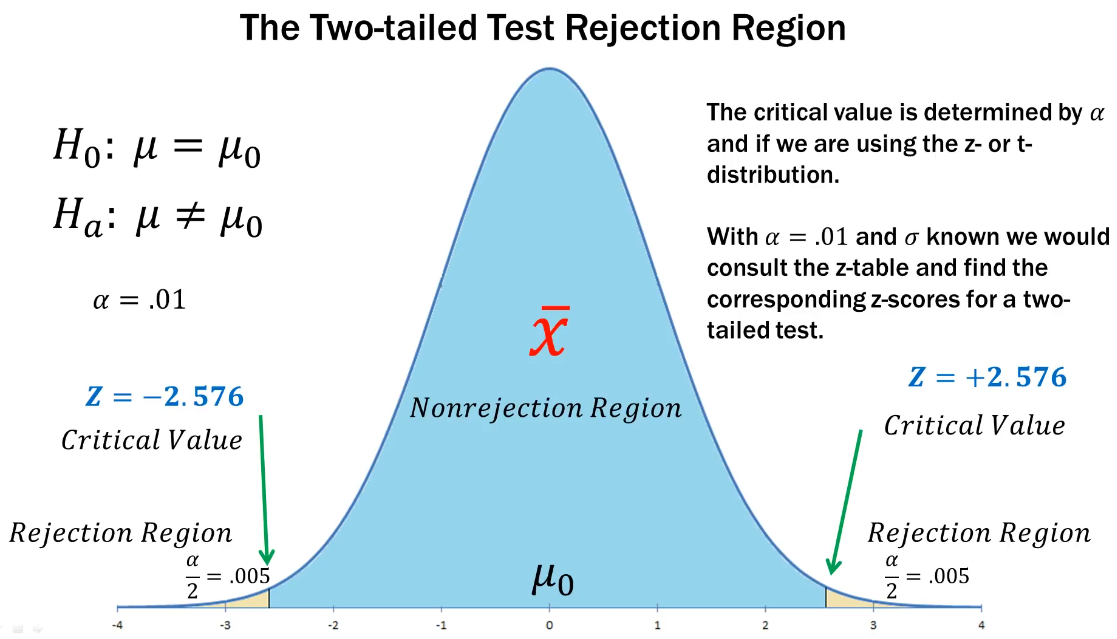 The Two-tailed Test Rejection Region
H₀: μ = μ₀
Hₐ: μ ≠ μ₀
α = .01
The critical value is determined by α
and if we are using the z- or t-
distribution.
With α = .01 and σ known we would
consult the z-table and find the
corresponding z-scores for a two-
tailed test.
x̄
Nonrejection Region
Z = −2.576
Critical Value
Z = +2.576
Critical Value
Rejection Region
α/2 = .005
Rejection Region
α/2 = .005
μ₀
-4 -3 -2 -1 0 1 2 3 4